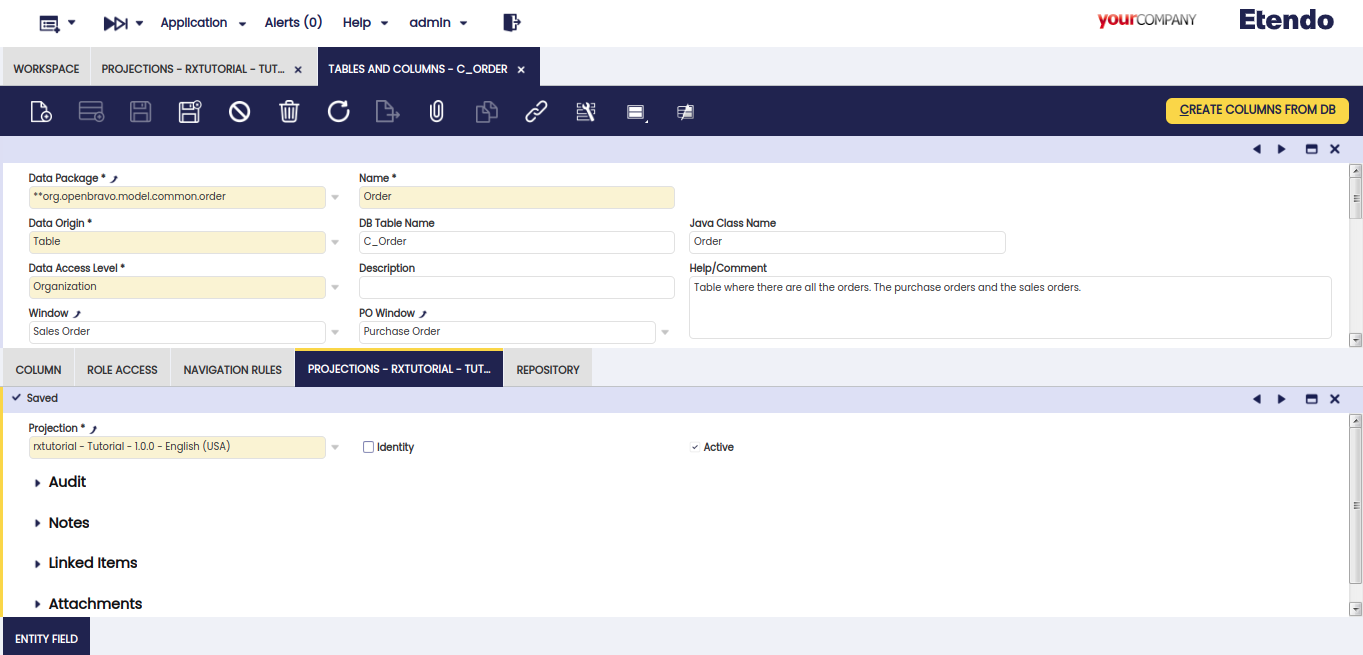 Application Alerts (0) Help admin yourCOMPANY Etendo
WORKSPACE PROJECTIONS - RXTUTORIAL - TUT... x TABLES AND COLUMNS - C_ORDER x
CREATE COLUMNS FROM DB
Data Package * Name *
**org.openbravo.model.common.order Order
Data Origin * DB Table Name Java Class Name
Table C_Order Order
Data Access Level * Description Help/Comment
Organization Table where there are all the orders. The purchase orders and the sales orders.
Window PO Window
Sales Order Purchase Order
COLUMN ROLE ACCESS NAVIGATION RULES PROJECTIONS - RXTUTORIAL - TUT... REPOSITORY
Saved
Projection *
rxtutorial - Tutorial - 1.0.0 - English (USA) Identity Active
Audit
Notes
Linked Items
Attachments
ENTITY FIELD